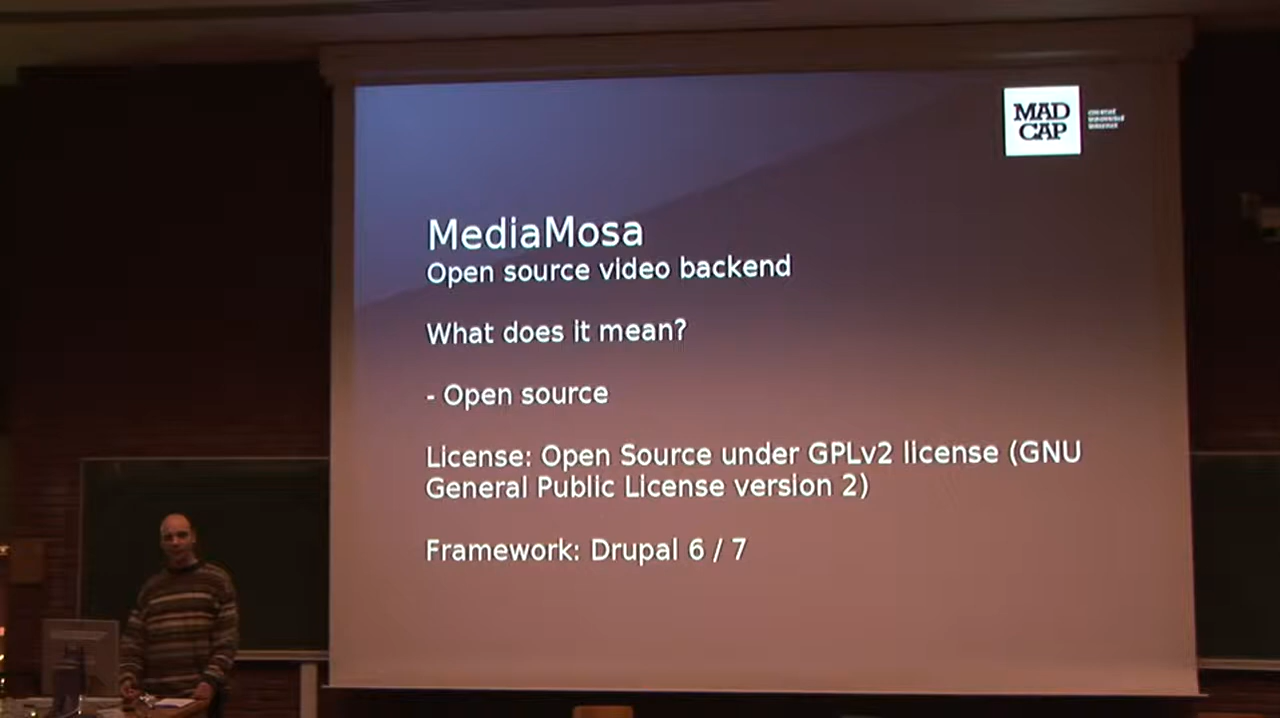 MAD
CAP
MediaMosa
Open source video backend
What does it mean?
- Open source
License: Open Source under GPLv2 license (GNU
General Public License version 2)
Framework: Drupal 6 / 7